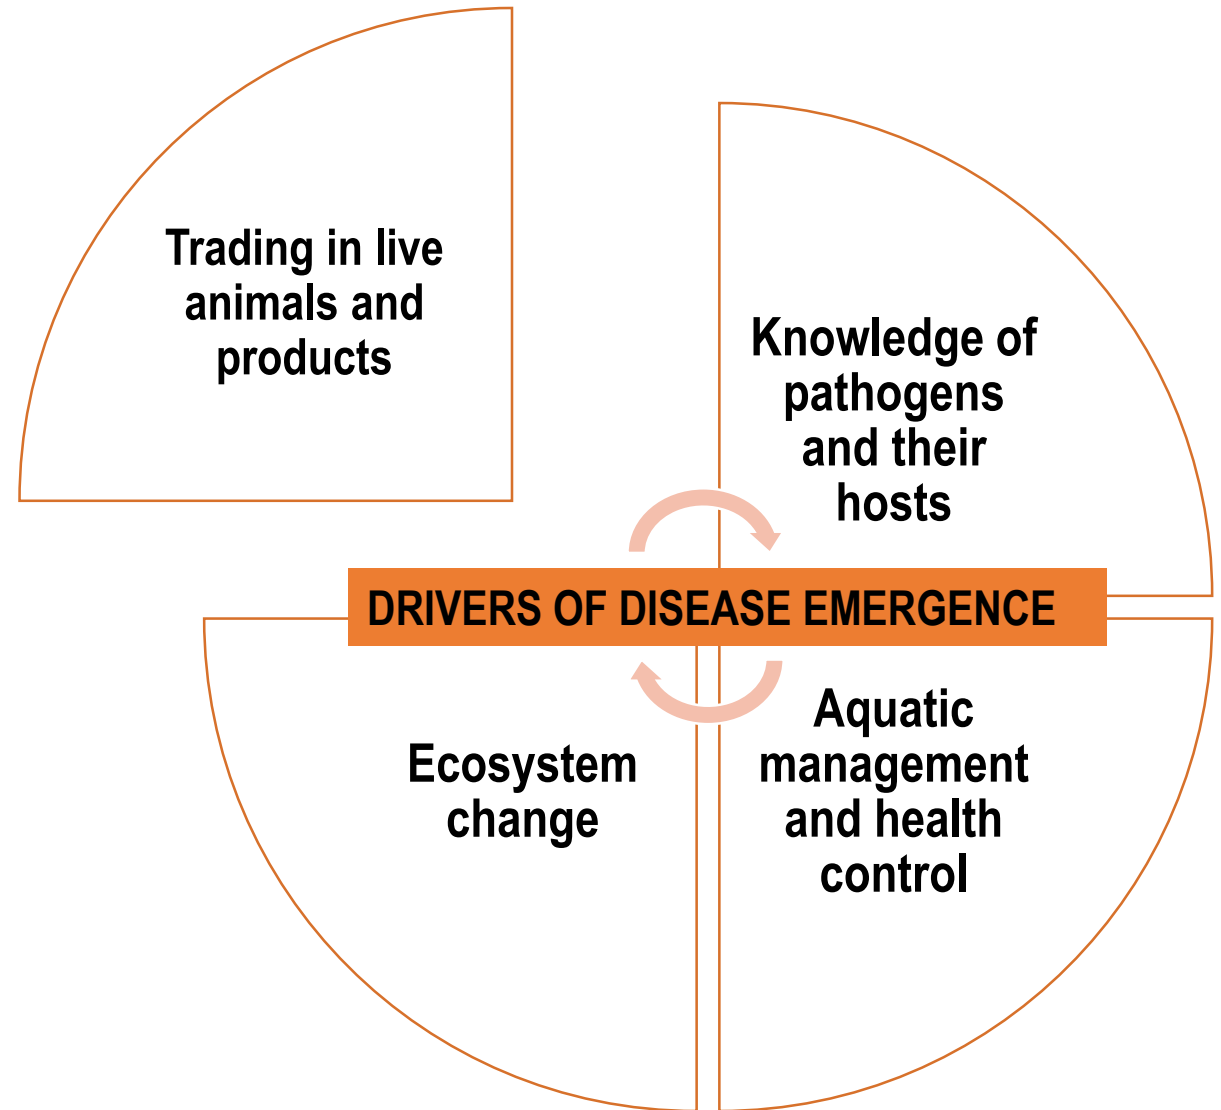 Trading in live
animals and
products
Knowledge of
pathogens
and their
hosts
DRIVERS OF DISEASE EMERGENCE
Ecosystem
change
Aquatic
management
and health
control